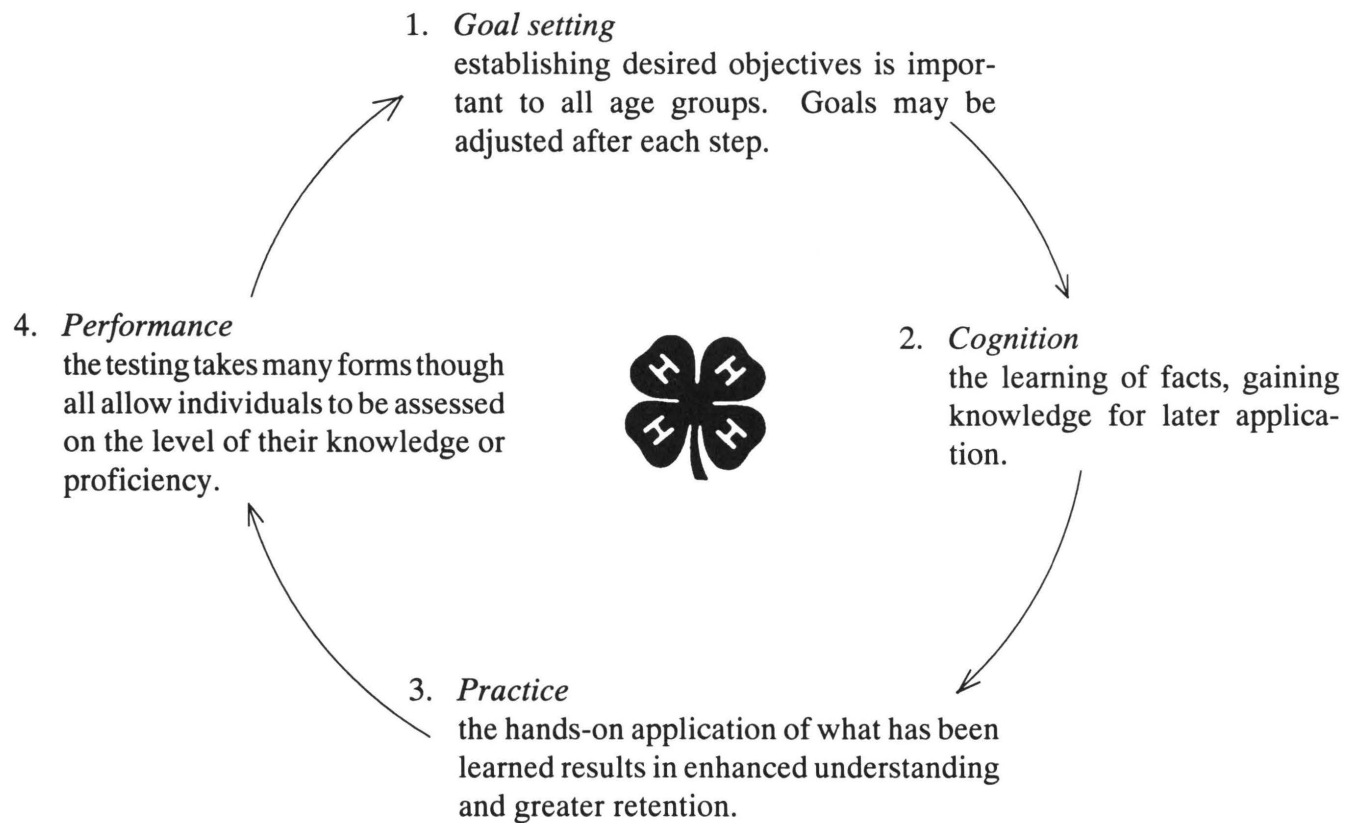 1. Goal setting
establishing desired objectives is impor-
tant to all age groups. Goals may be
adjusted after each step.
2. Cognition
the learning of facts, gaining
knowledge for later applica-
tion.
3. Practice
the hands-on application of what has been
learned results in enhanced understanding
and greater retention.
4. Performance
the testing takes many forms though
all allow individuals to be assessed
on the level of their knowledge or
proficiency.
H H
H H